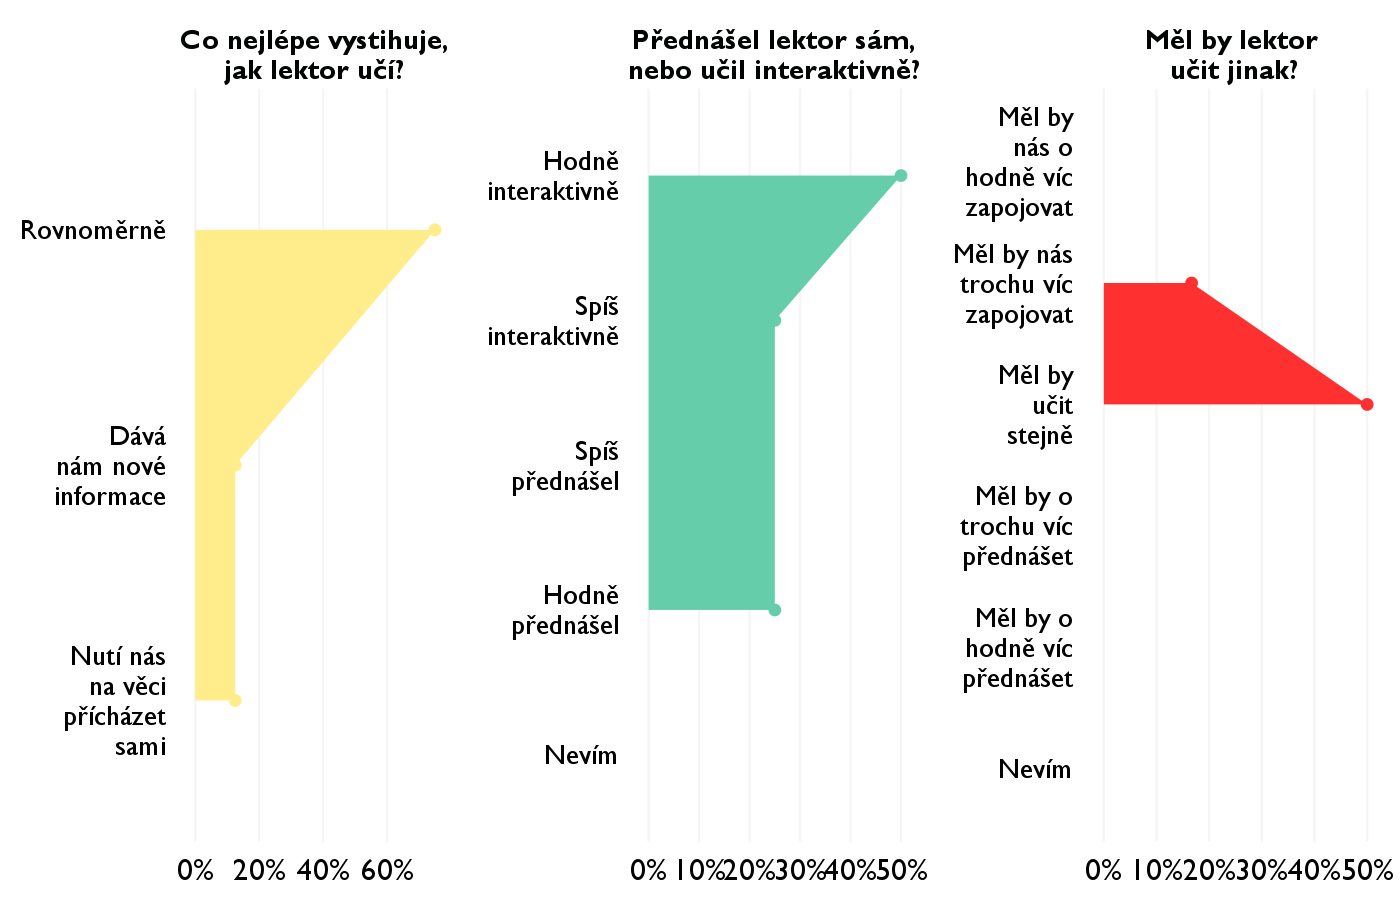 Co nejlépe vystihuje,
jak lektor učí?
Rovnoměrně
Dává
nám nové
informace
Nutí nás
na věci
přícházet
sami
0% 20% 40% 60%
Přednášel lektor sám,
nebo učil interaktivně?
Hodně
interaktivně
Spíš
interaktivně
Spíš
přednášel
Hodně
přednášel
Nevím
0% 10% 20% 30% 40% 50%
Měl by lektor
učit jinak?
Měl by
nás o
hodně víc
zapojovat
Měl by nás
trochu víc
zapojovat
Měl by
učit
stejně
Měl by o
trochu víc
přednášet
Měl by o
hodně víc
přednášet
Nevím
0% 10% 20% 30% 40% 50%